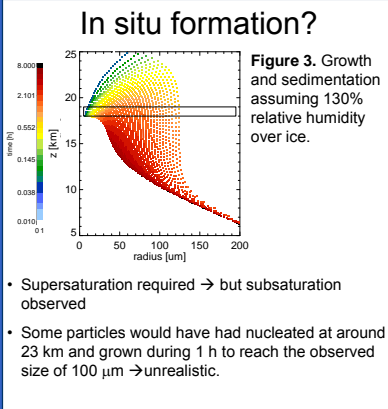 In situ formation?
Figure 3. Growth
and sedimentation
assuming 130%
relative humidity
over ice.
8.000
2.101
0.552
0.145
0.038
0.010
0 1
time [h]
25
20
15
10
5
z [km]
0 50 100 150 200
radius [um]
• Supersaturation required → but subsaturation
observed
• Some particles would have had nucleated at around
23 km and grown during 1 h to reach the observed
size of 100 μm →unrealistic.